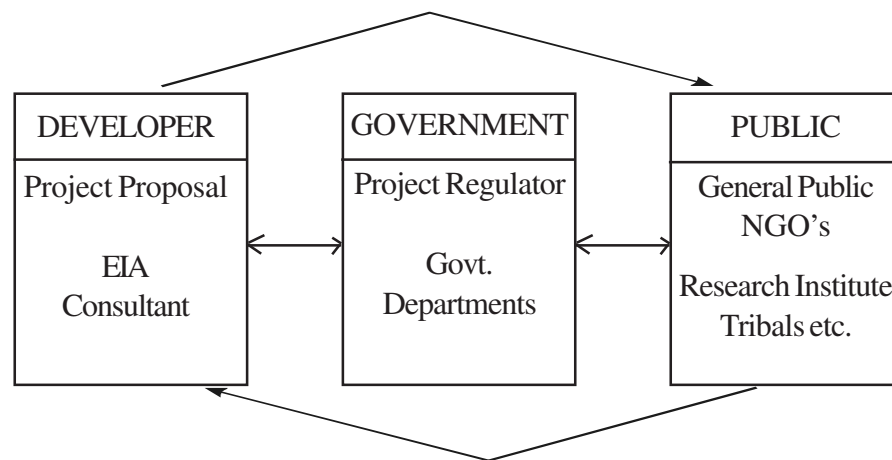 DEVELOPER
Project Proposal
EIA
Consultant
GOVERNMENT
Project Regulator
Govt.
Departments
PUBLIC
General Public
NGO’s
Research Institute
Tribals etc.